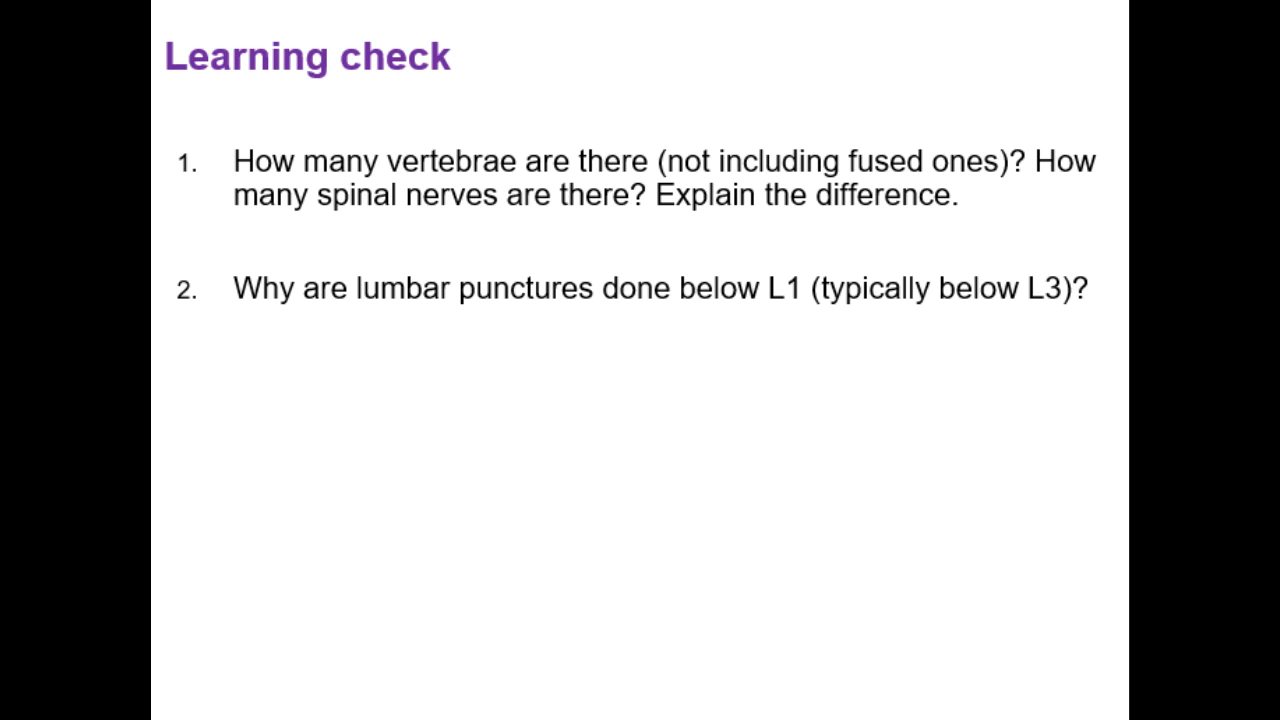 Learning check
1. How many vertebrae are there (not including fused ones)? How
many spinal nerves are there? Explain the difference.
2. Why are lumbar punctures done below L1 (typically below L3)?